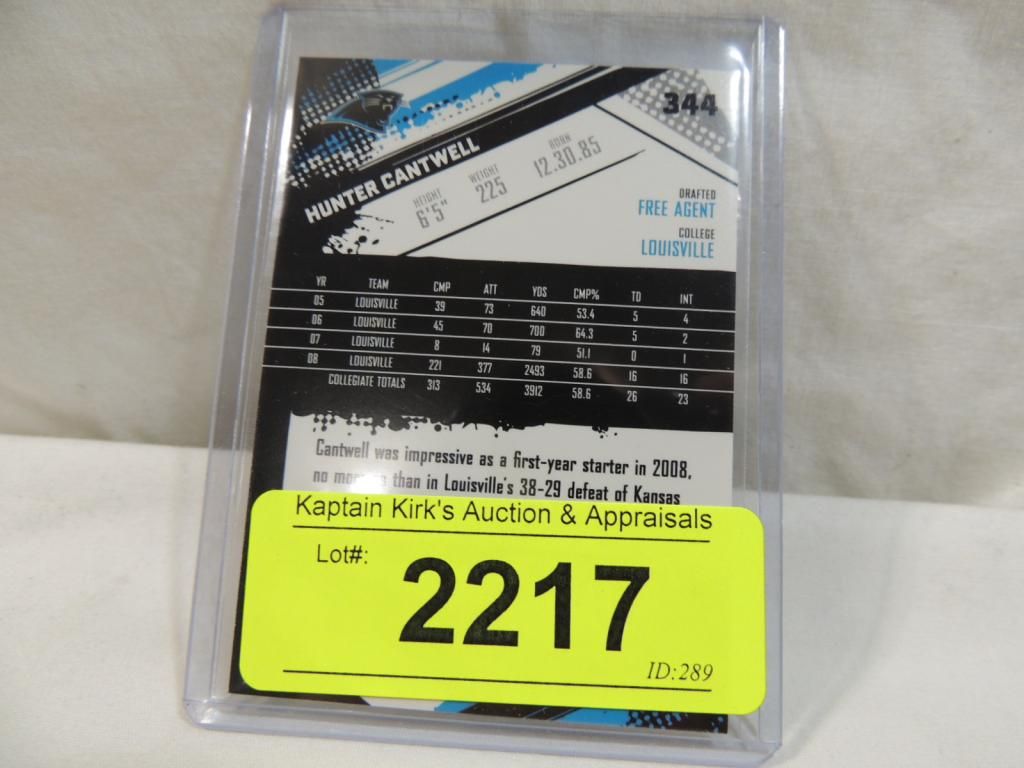 344
HUNTER CANTWELL
HEIGHT WEIGHT BORN
6'5" 225 12.30.85
DRAFTED
FREE AGENT
COLLEGE
LOUISVILLE
YR TEAM CMP ATT YDS CMP% TD INT
05 LOUISVILLE 39 73 640 53.4 5 4
06 LOUISVILLE 45 70 700 64.3 5 2
07 LOUISVILLE 8 14 79 51.1 0 1
08 LOUISVILLE 221 377 2493 58.6 16 16
COLLEGIATE TOTALS 313 534 3912 58.6 26 23
Cantwell was impressive as a first-year starter in 2008,
no than in Louisville's 38-29 defeat of Kansas
Kaptain Kirk's Auction & Appraisals
Lot#:
2217
ID:289